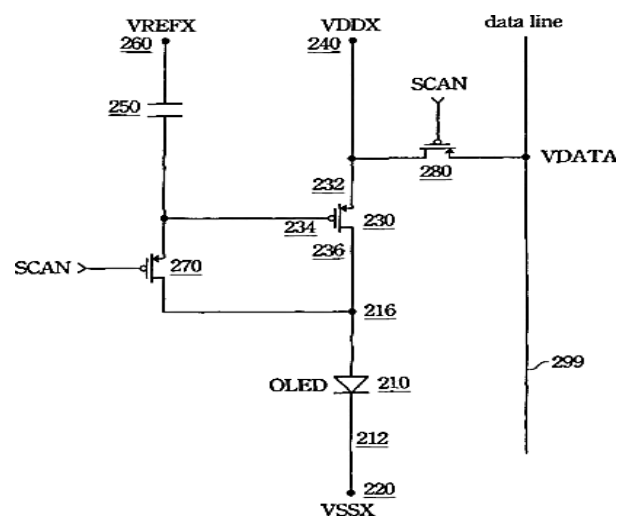 VREFX VDDX data line
260 240
SCAN
250
VDATA
280
232
234 230
236
SCAN 270
216
299
OLED 210
212
220
VSSX